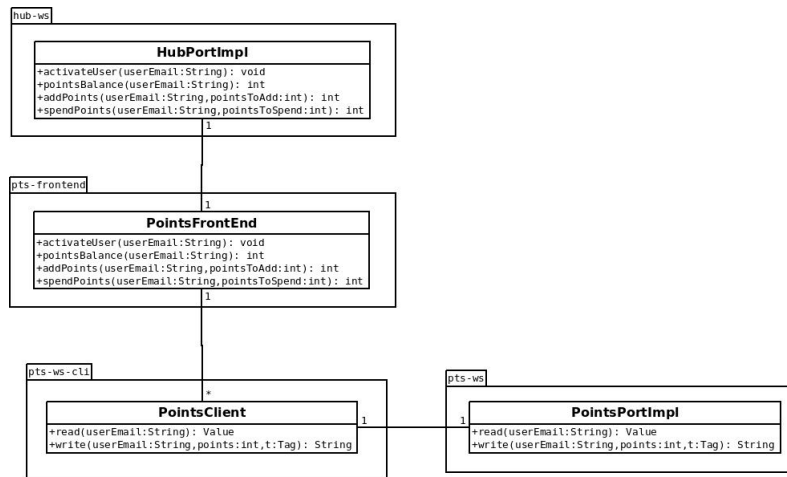 hub-ws
HubPortImpl
+activateUser(userEmail:String): void
+pointsBalance(userEmail:String): int
+addPoints(userEmail:String,pointsToAdd:int): int
+spendPoints(userEmail:String,pointsToSpend:int): int
1
1
pts-frontend
PointsFrontEnd
+activateUser(userEmail:String): void
+pointsBalance(userEmail:String): int
+addPoints(userEmail:String,pointsToAdd:int): int
+spendPoints(userEmail:String,pointsToSpend:int): int
1
*
pts-ws-cli
PointsClient
+read(userEmail:String): Value
+write(userEmail:String,points:int,t:Tag): String
1
1
pts-ws
PointsPortImpl
+read(userEmail:String): Value
+write(userEmail:String,points:int,t:Tag): String